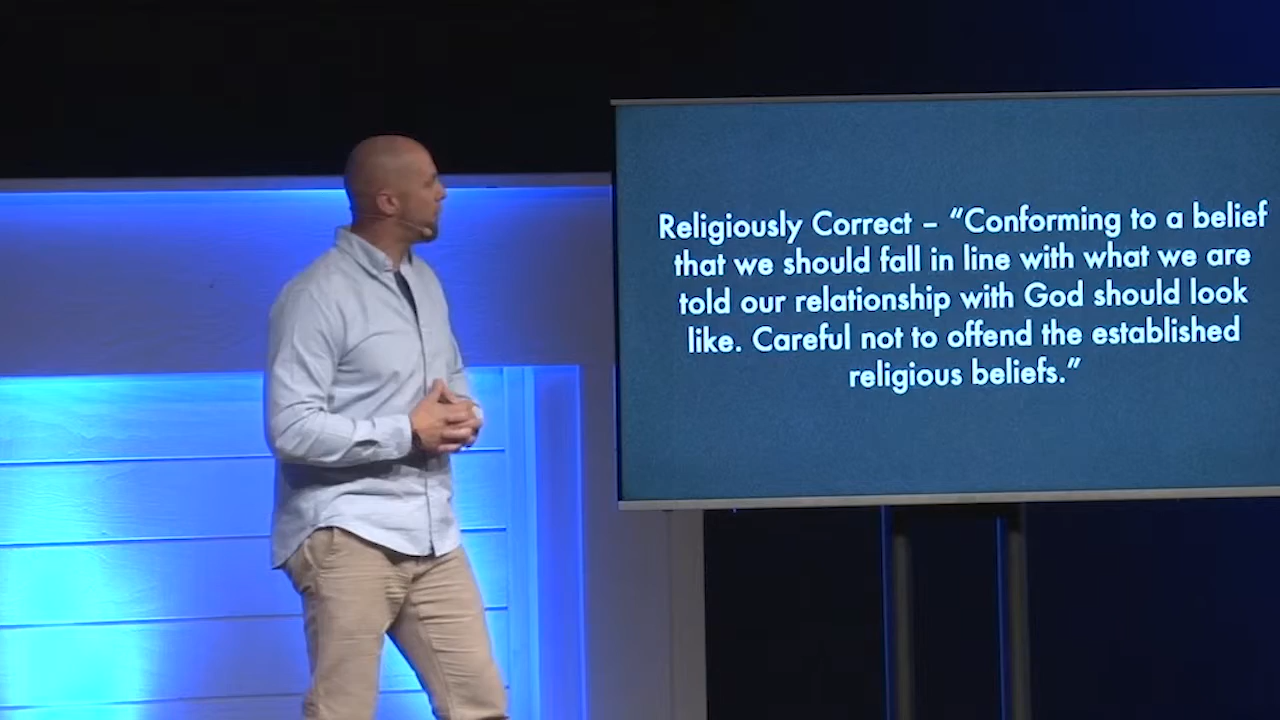 Religiously Correct – “Conforming to a belief
that we should fall in line with what we are
told our relationship with God should look
like. Careful not to offend the established
religious beliefs.”